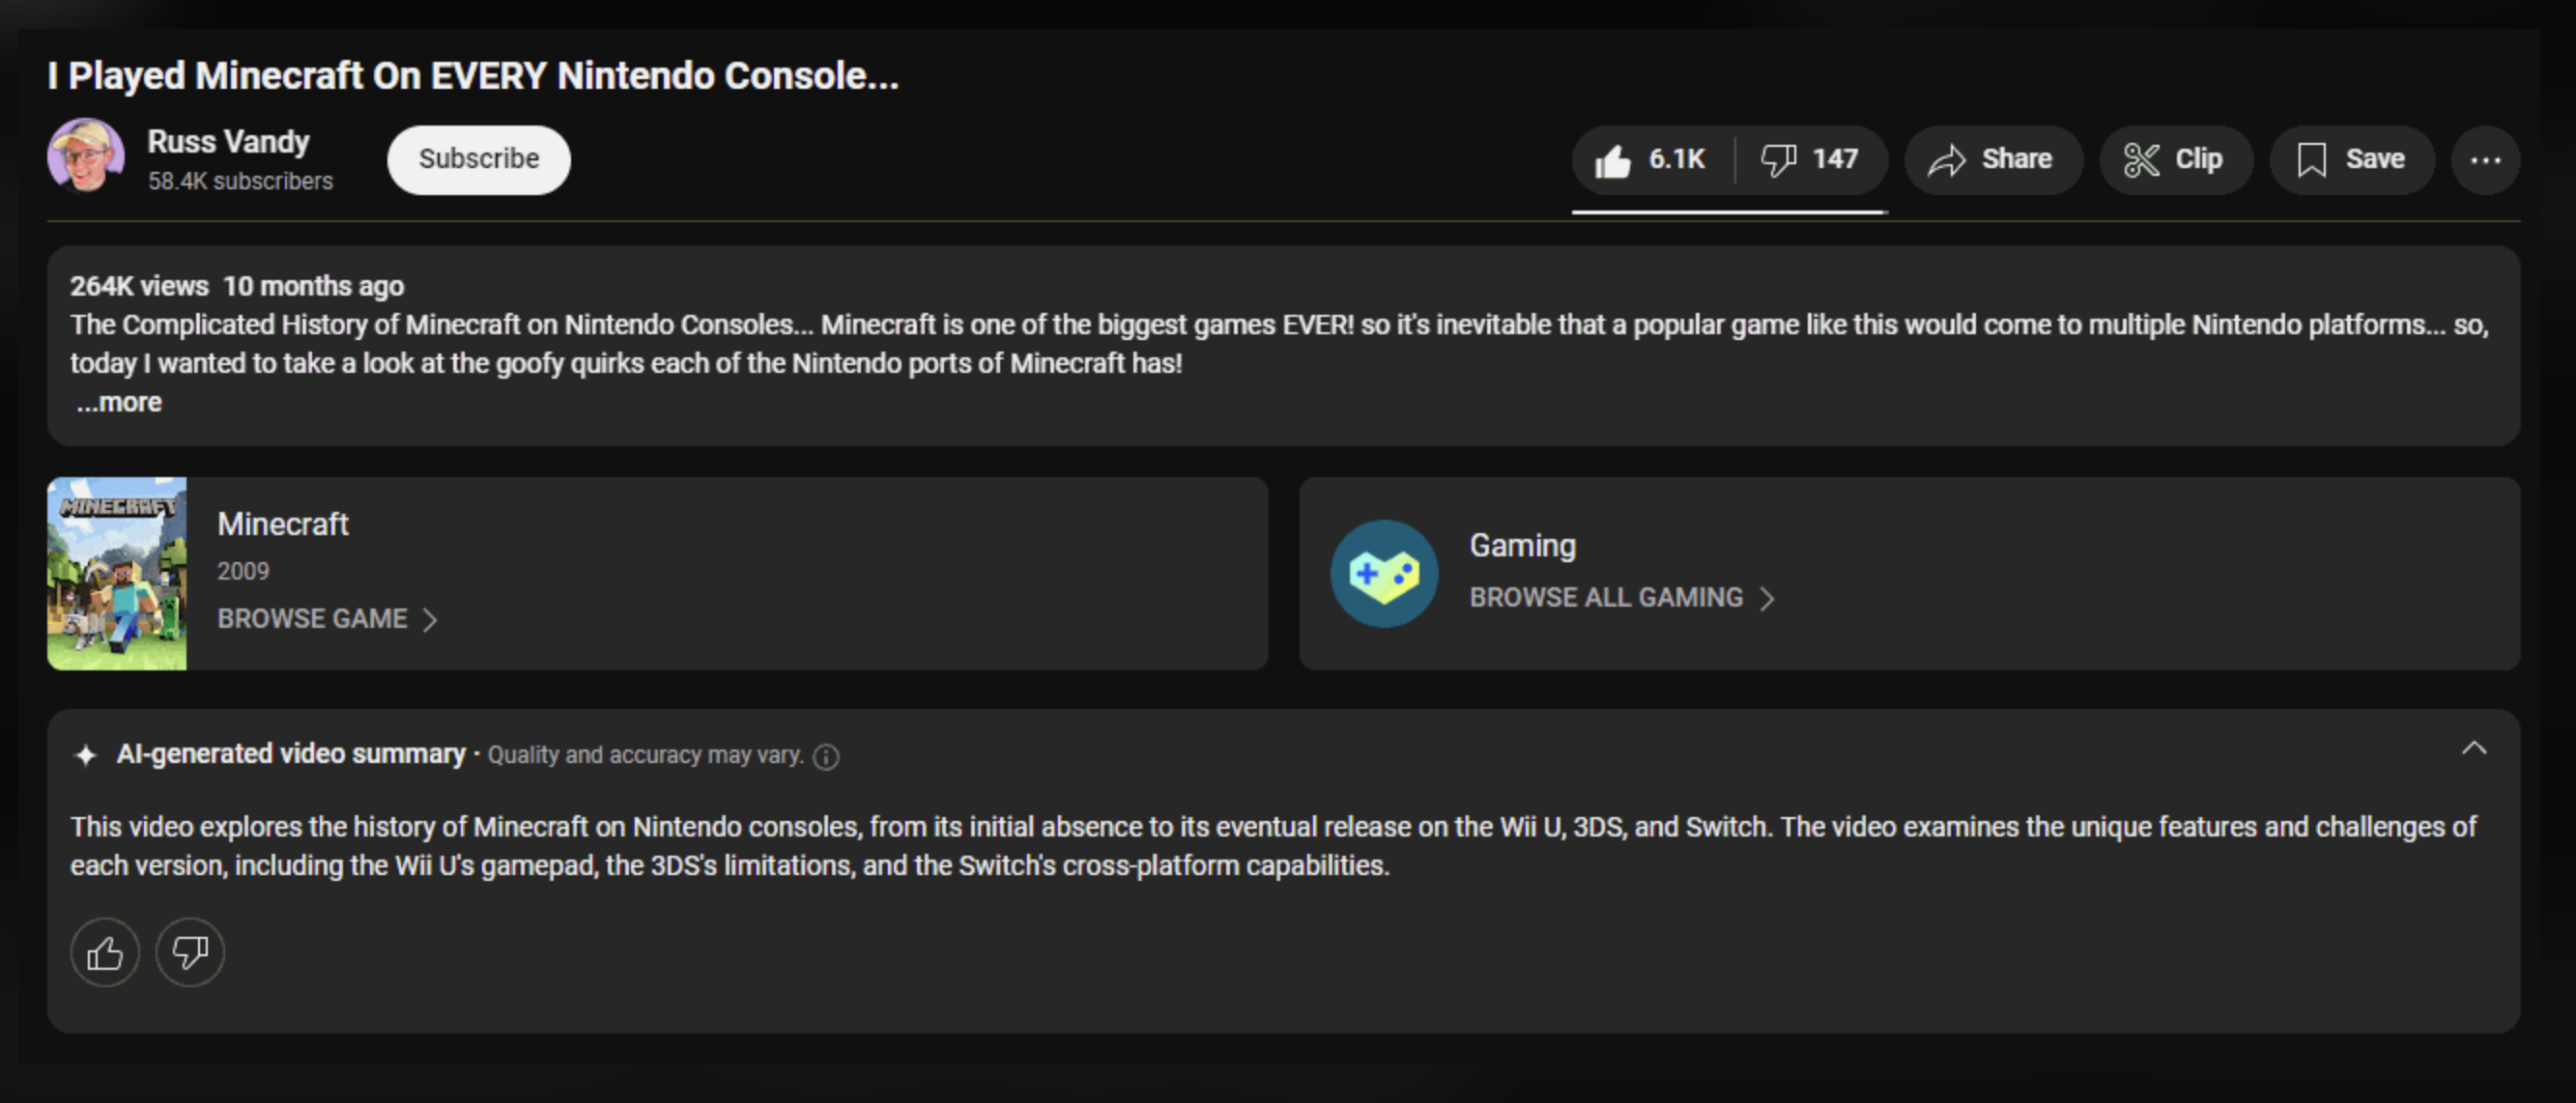 I Played Minecraft On EVERY Nintendo Console...
Russ Vandy
58.4K subscribers
Subscribe
6.1K
147
Share
Clip
Save
264K views 10 months ago
The Complicated History of Minecraft on Nintendo Consoles... Minecraft is one of the biggest games EVER! so it's inevitable that a popular game like this would come to multiple Nintendo platforms... so,
today I wanted to take a look at the goofy quirks each of the Nintendo ports of Minecraft has!
...more
MINECRAFT
Minecraft
2009
BROWSE GAME
Gaming
BROWSE ALL GAMING
AI-generated video summary · Quality and accuracy may vary.
This video explores the history of Minecraft on Nintendo consoles, from its initial absence to its eventual release on the Wii U, 3DS, and Switch. The video examines the unique features and challenges of
each version, including the Wii U's gamepad, the 3DS's limitations, and the Switch's cross-platform capabilities.